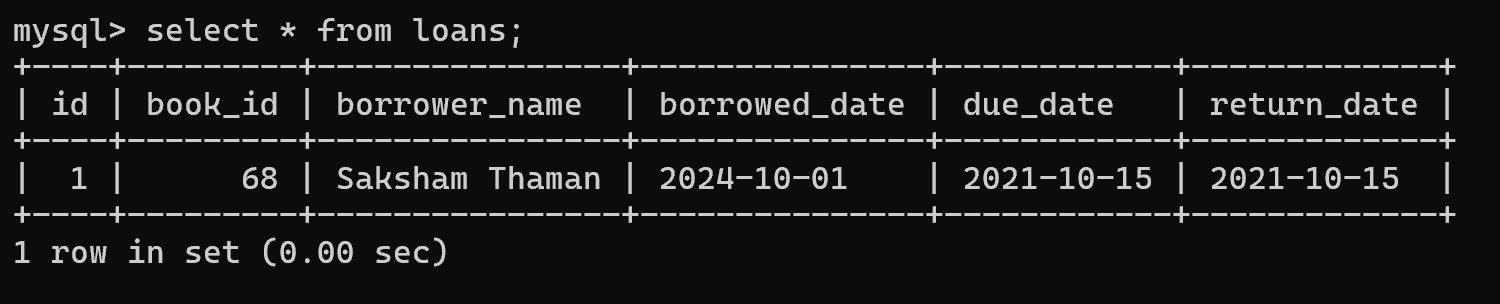 mysql> select * from loans;
+----+---------+----------------+---------------+------------+-------------+
| id | book_id | borrower_name  | borrowed_date | due_date   | return_date |
+----+---------+----------------+---------------+------------+-------------+
|  1 |      68 | Saksham Thaman | 2024-10-01    | 2021-10-15 | 2021-10-15  |
+----+---------+----------------+---------------+------------+-------------+
1 row in set (0.00 sec)